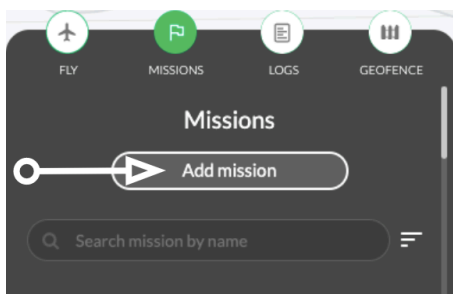 FLY MISSIONS LOGS GEOFENCE
Missions
Add mission
Search mission by name